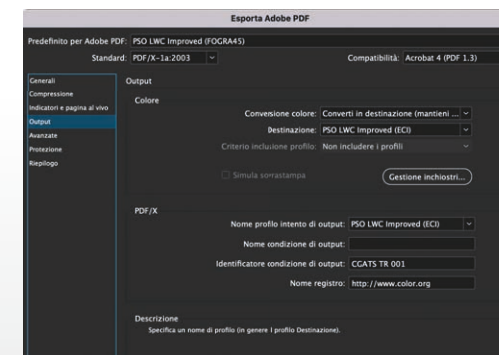 Esporta Adobe PDF
Predefinito per Adobe PDF: PSO LWC Improved (FOGRA45)
Standard: PDF/X-1a:2003 Compatibilità: Acrobat 4 (PDF 1.3)
Generali
Compressione
Indicatori e pagina al vivo
Output
Avanzate
Protezione
Riepilogo
Output
Colore
Conversione colore: Converti in destinazione (mantieni ...
Destinazione: PSO LWC Improved (ECI)
Criterio inclusione profilo: Non includere i profili
Simula sovrastampa Gestione inchiostri...
PDF/X
Nome profilo intento di output: PSO LWC Improved (ECI)
Nome condizione di output:
Identificatore condizione di output: CGATS TR 001
Nome registro: http://www.color.org
Descrizione
Specifica un nome di profilo (in genere l profilo Destinazione).